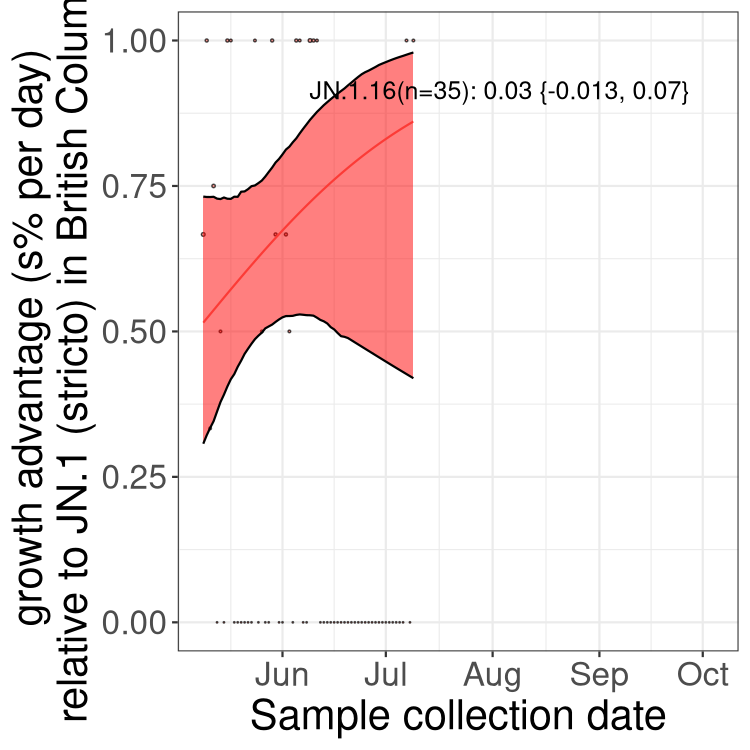 growth advantage (s% per day)
relative to JN.1 (stricto) in British Colum
1.00
0.75
0.50
0.25
0.00
JN.1.16(n=35): 0.03 {-0.013, 0.07}
Jun Jul Aug Sep Oct
Sample collection date